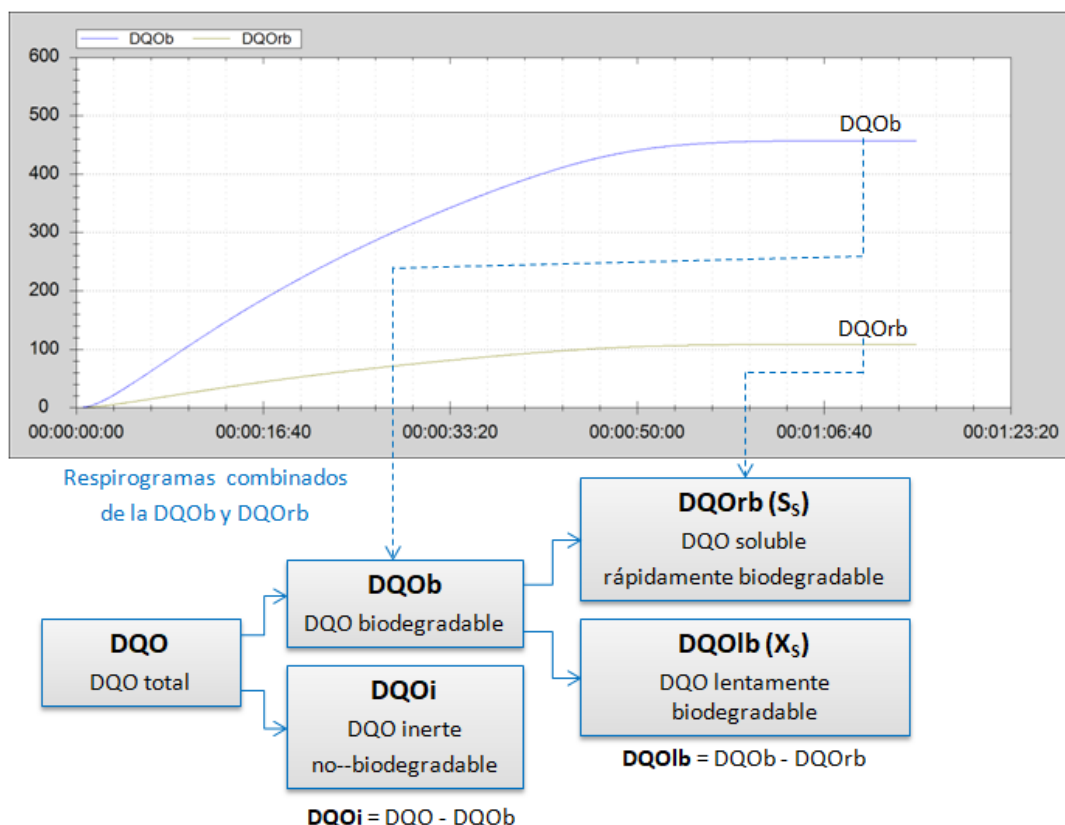 DQOb DQOrb
600
500
400
300
200
100
0
DQOb
DQOrb
00:00:00:00 00:00:16:40 00:00:33:20 00:00:50:00 00:01:06:40 00:01:23:20
Respirogramas combinados
de la DQOb y DQOrb
DQO
DQO total
DQOb
DQO biodegradable
DQOi
DQO inerte
no--biodegradable
DQOi = DQO - DQOb
DQOrb (SS)
DQO soluble
rápidamente biodegradable
DQOlb (XS)
DQO lentamente
biodegradable
DQOlb = DQOb - DQOrb